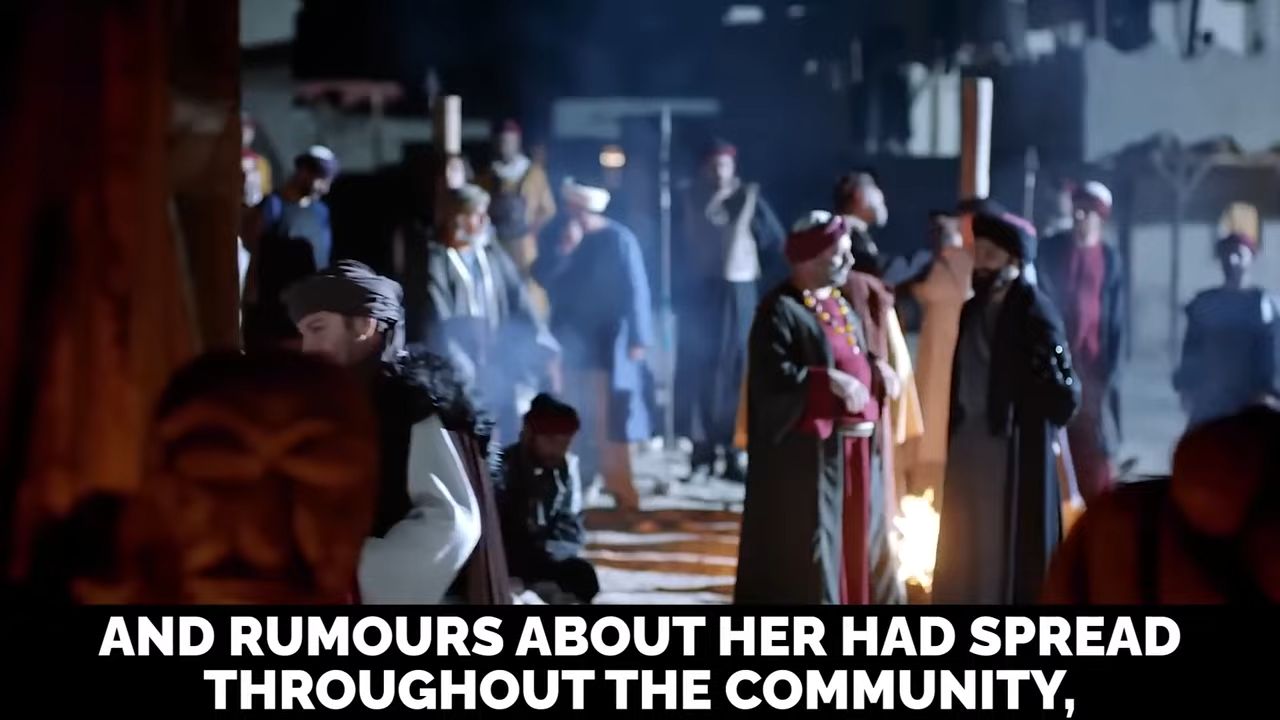 AND RUMOURS ABOUT HER HAD SPREAD
THROUGHOUT THE COMMUNITY,